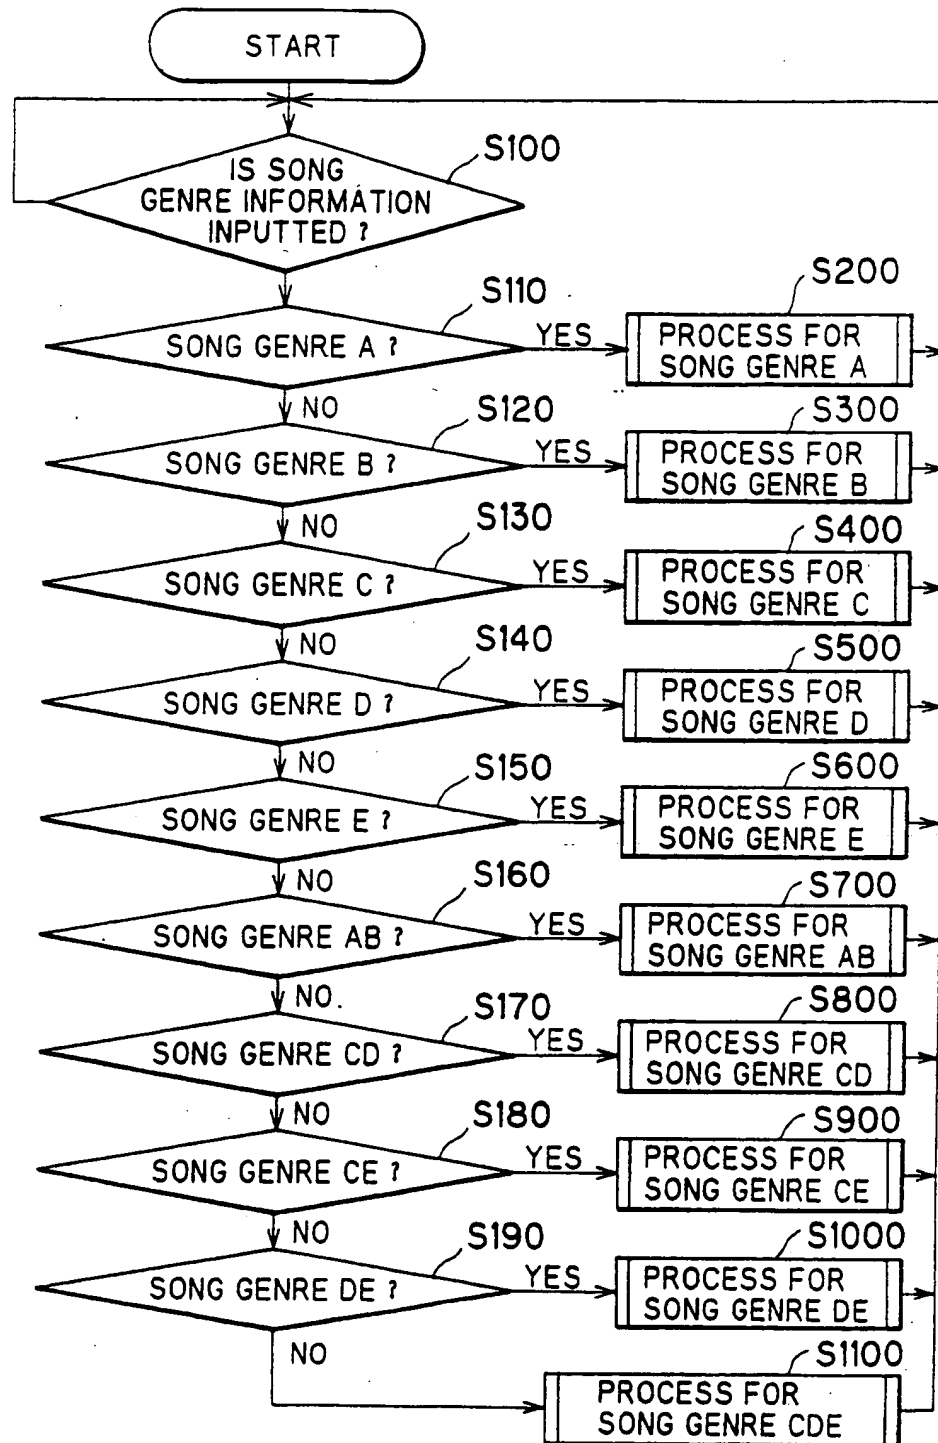 START
S100
IS SONG
GENRE INFORMATION
INPUTTED ?
S110
SONG GENRE A ?
YES
S200
PROCESS FOR
SONG GENRE A
NO
S120
SONG GENRE B ?
YES
S300
PROCESS FOR
SONG GENRE B
NO
S130
SONG GENRE C ?
YES
S400
PROCESS FOR
SONG GENRE C
NO
S140
SONG GENRE D ?
YES
S500
PROCESS FOR
SONG GENRE D
NO
S150
SONG GENRE E ?
YES
S600
PROCESS FOR
SONG GENRE E
NO
S160
SONG GENRE AB ?
YES
S700
PROCESS FOR
SONG GENRE AB
NO
S170
SONG GENRE CD ?
YES
S800
PROCESS FOR
SONG GENRE CD
NO
S180
SONG GENRE CE ?
YES
S900
PROCESS FOR
SONG GENRE CE
NO
S190
SONG GENRE DE ?
YES
S1000
PROCESS FOR
SONG GENRE DE
NO
S1100
PROCESS FOR
SONG GENRE CDE